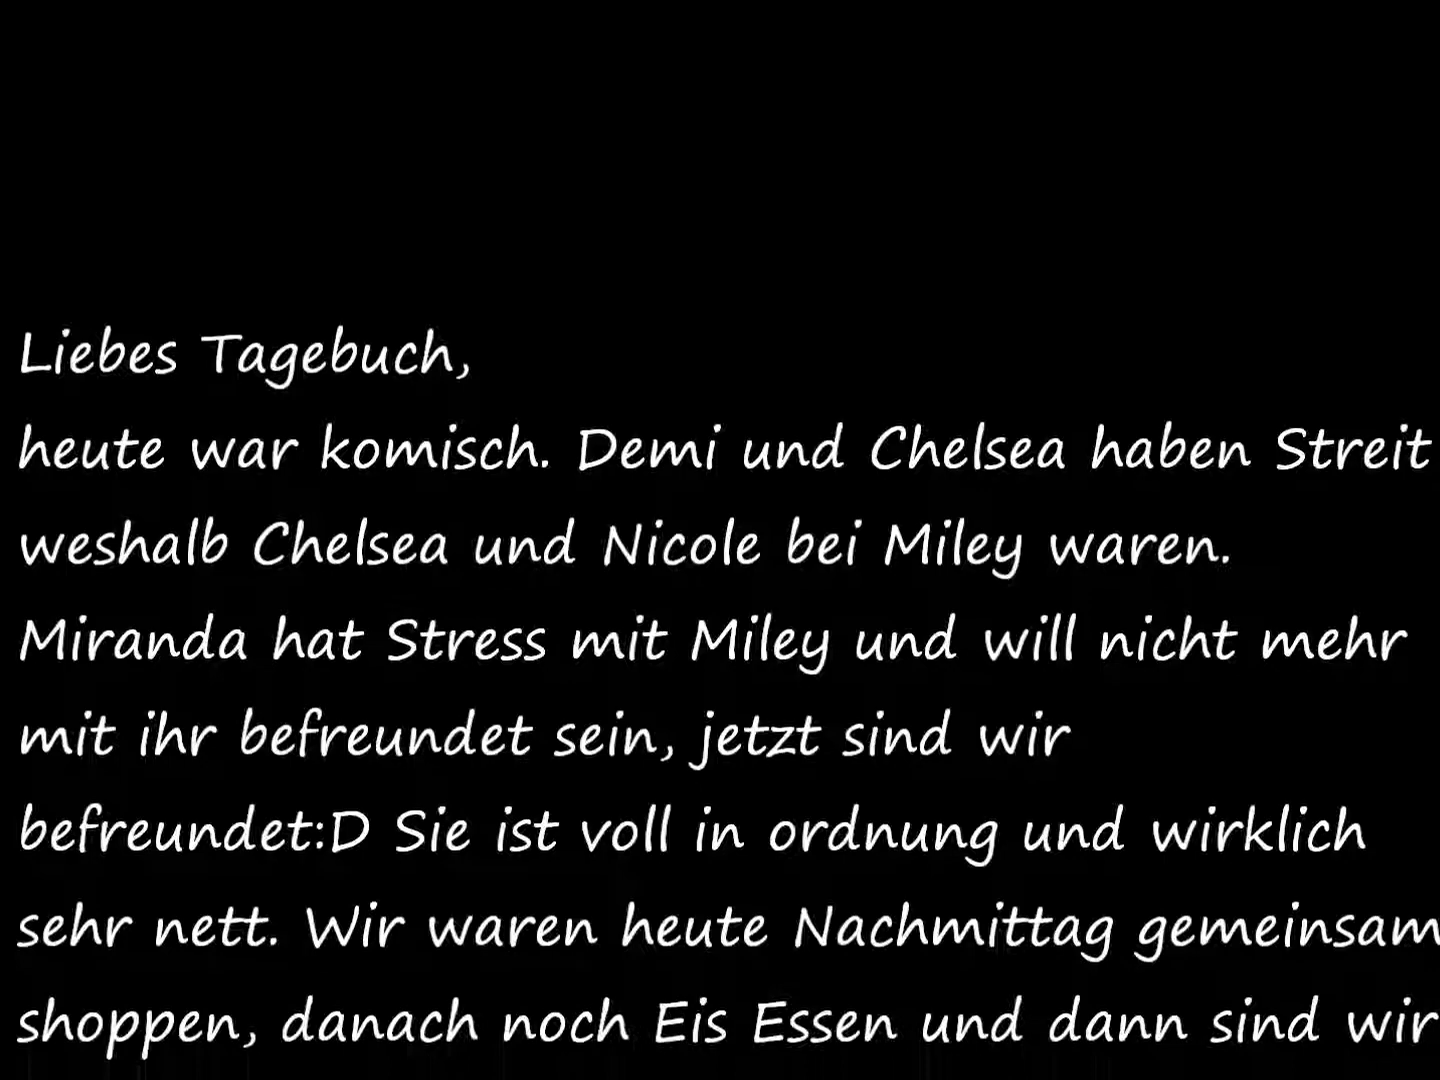 Liebes Tagebuch,
heute war komisch. Demi und Chelsea haben Streit
weshalb Chelsea und Nicole bei Miley waren.
Miranda hat Stress mit Miley und will nicht mehr
mit ihr befreundet sein, jetzt sind wir
befreundet:D Sie ist voll in ordnung und wirklich
sehr nett. Wir waren heute Nachmittag gemeinsam
shoppen, danach noch Eis Essen und dann sind wir